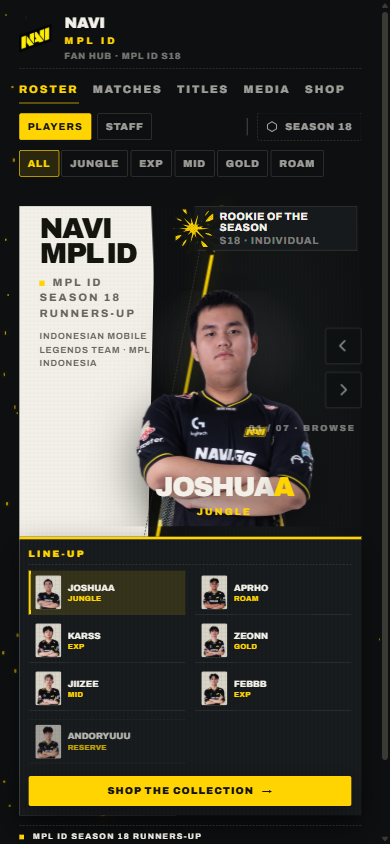 NAVI
MPL ID
FAN HUB · MPL ID S18
ROSTER MATCHES TITLES MEDIA SHOP
PLAYERS STAFF SEASON 18
ALL JUNGLE EXP MID GOLD ROAM
NAVI
MPL ID
MPL ID
SEASON 18
RUNNERS-UP
INDONESIAN MOBILE
LEGENDS TEAM · MPL
INDONESIA
ROOKIE OF THE
SEASON
S18 · INDIVIDUAL
07 · BROWSE
logitech
NAVI
JOSHUAA
JUNGLE
LINE-UP
JOSHUAA
JUNGLE
APRHO
ROAM
KARSS
EXP
ZEONN
GOLD
JIIZEE
MID
FEBBB
EXP
ANDORYUUU
RESERVE
SHOP THE COLLECTION →
MPL ID SEASON 18 RUNNERS-UP